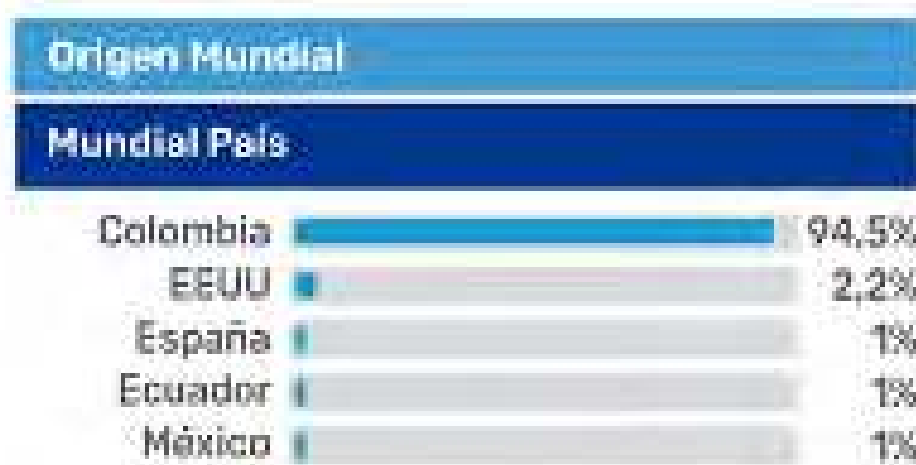 Origen Mundial
Mundial País
Colombia 94,5%
EEUU 2,2%
España 1%
Ecuador 1%
México 1%